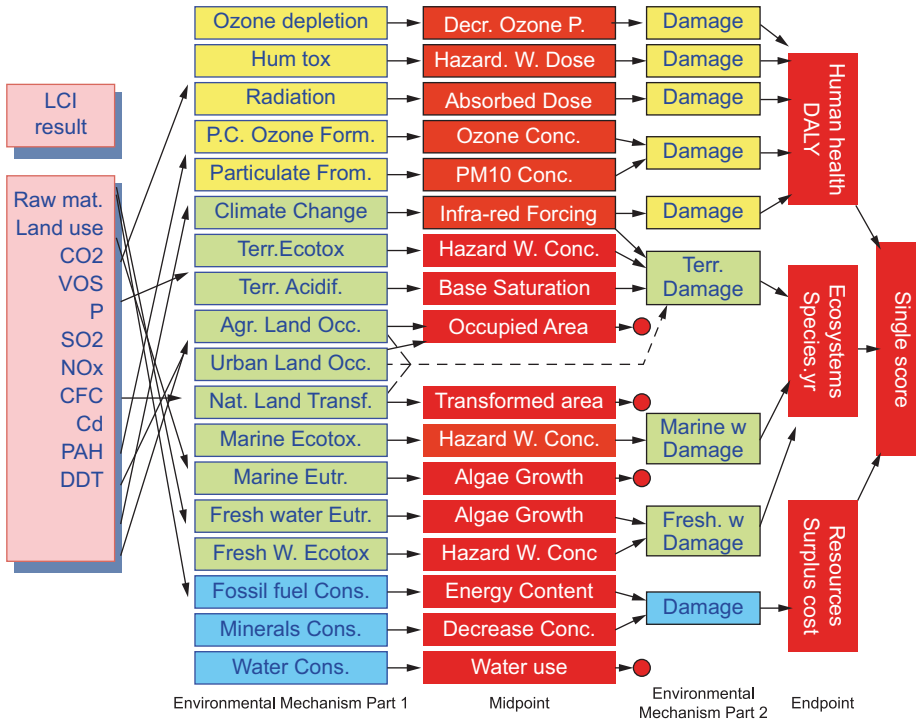 LCI
result
Raw mat.
Land use
CO2
VOS
P
SO2
NOx
CFC
Cd
PAH
DDT
Ozone depletion
Hum tox
Radiation
P.C. Ozone Form.
Particulate From.
Climate Change
Terr.Ecotox
Terr. Acidif.
Agr. Land Occ.
Urban Land Occ.
Nat. Land Transf.
Marine Ecotox.
Marine Eutr.
Fresh water Eutr.
Fresh W. Ecotox
Fossil fuel Cons.
Minerals Cons.
Water Cons.
Environmental Mechanism Part 1
Decr. Ozone P.
Hazard. W. Dose
Absorbed Dose
Ozone Conc.
PM10 Conc.
Infra-red Forcing
Hazard W. Conc.
Base Saturation
Occupied Area
Transformed area
Hazard W. Conc.
Algae Growth
Algae Growth
Hazard W. Conc
Energy Content
Decrease Conc.
Water use
Midpoint
Damage
Damage
Damage
Damage
Damage
Terr.
Damage
Marine w
Damage
Fresh. w
Damage
Damage
Environmental
Mechanism Part 2
Human health
DALY
Ecosystems
Species.yr
Resources
Surplus cost
Endpoint
Single score